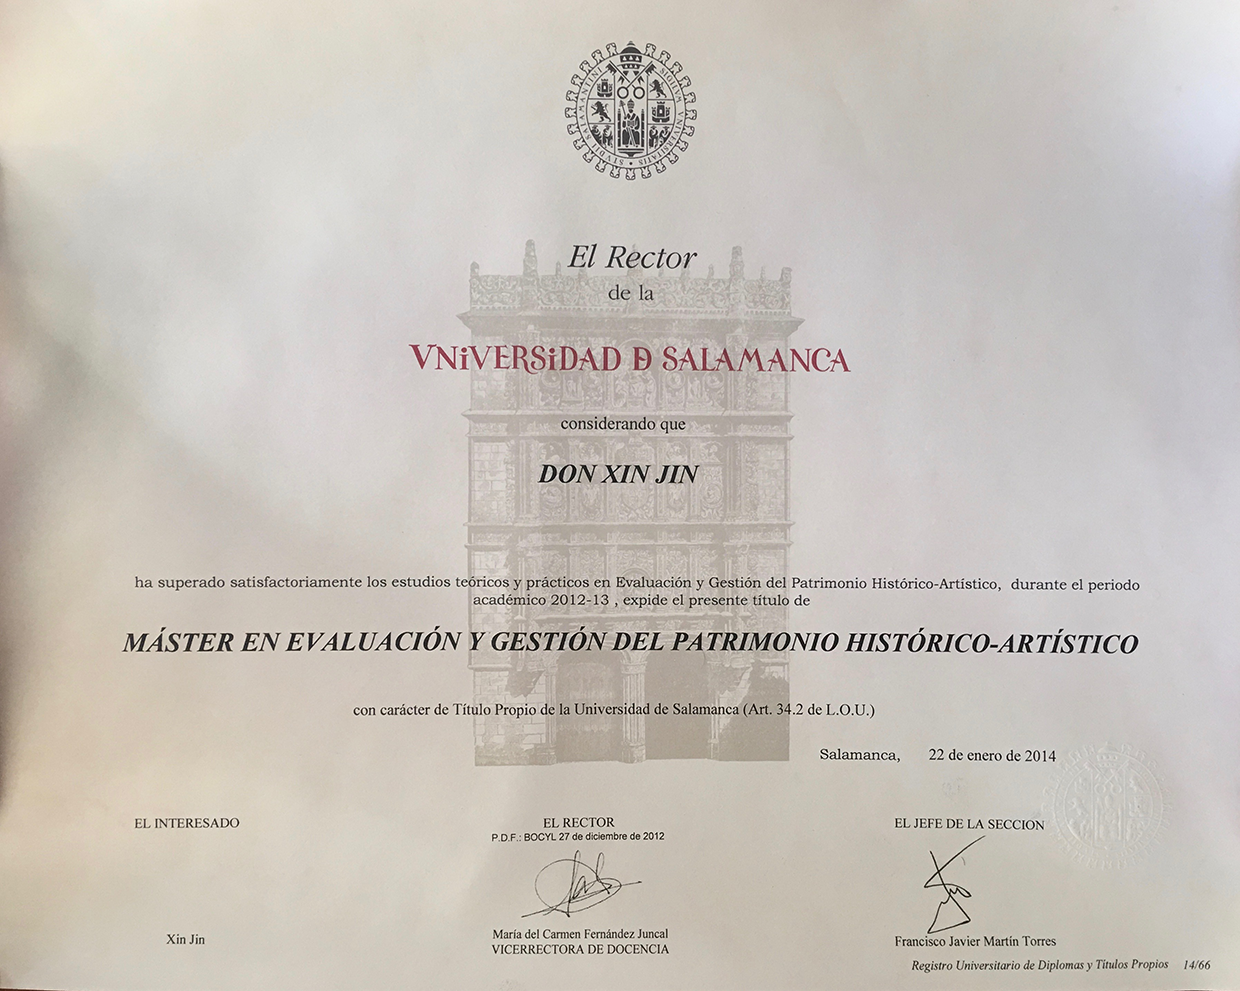 SIGILLVM VNIVERSITATIS STVDII SALAMANTINI
El Rector
de la
VNiVERSiDAD Ð SALAMANCA
considerando que
DON XIN JIN
ha superado satisfactoriamente los estudios teóricos y prácticos en Evaluación y Gestión del Patrimonio Histórico-Artístico, durante el periodo
académico 2012-13 , expide el presente título de
MÁSTER EN EVALUACIÓN Y GESTIÓN DEL PATRIMONIO HISTÓRICO-ARTÍSTICO
con carácter de Título Propio de la Universidad de Salamanca (Art. 34.2 de L.O.U.)
Salamanca, 22 de enero de 2014
EL INTERESADO
Xin Jin
EL RECTOR
P.D.F.: BOCYL 27 de diciembre de 2012
María del Carmen Fernández Juncal
VICERRECTORA DE DOCENCIA
EL JEFE DE LA SECCION
Francisco Javier Martín Torres
Registro Universitario de Diplomas y Títulos Propios 14/66